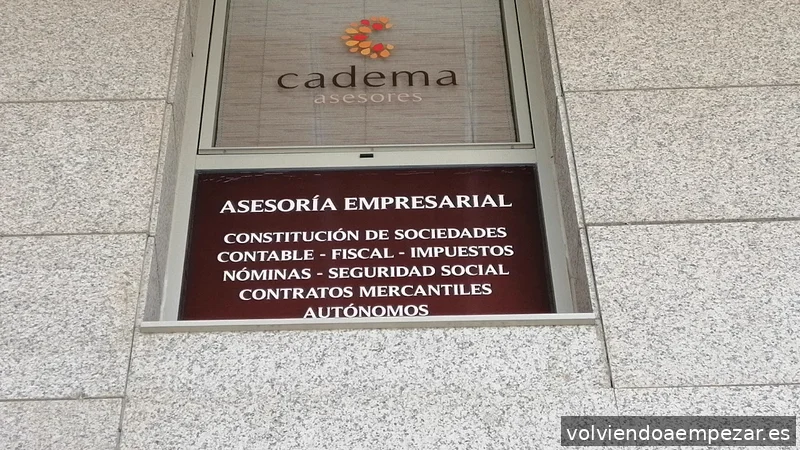 cadema
asesores
ASESORÍA EMPRESARIAL
CONSTITUCIÓN DE SOCIEDADES
CONTABLE - FISCAL - IMPUESTOS
NÓMINAS - SEGURIDAD SOCIAL
CONTRATOS MERCANTILES
AUTÓNOMOS
volviendoaempezar.es